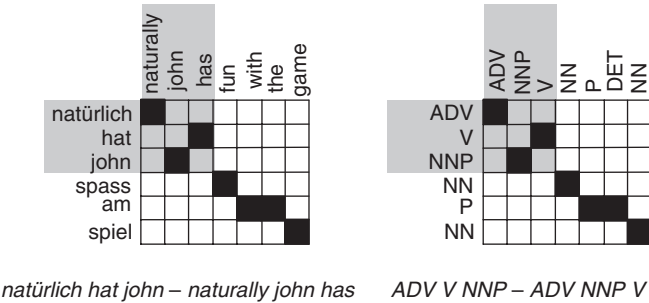 naturally john has fun with the game
natürlich
hat
john
spass
am
spiel
natürlich hat john – naturally john has
ADV NNP V NN P DET NN
ADV
V
NNP
NN
P
NN
ADV V NNP – ADV NNP V